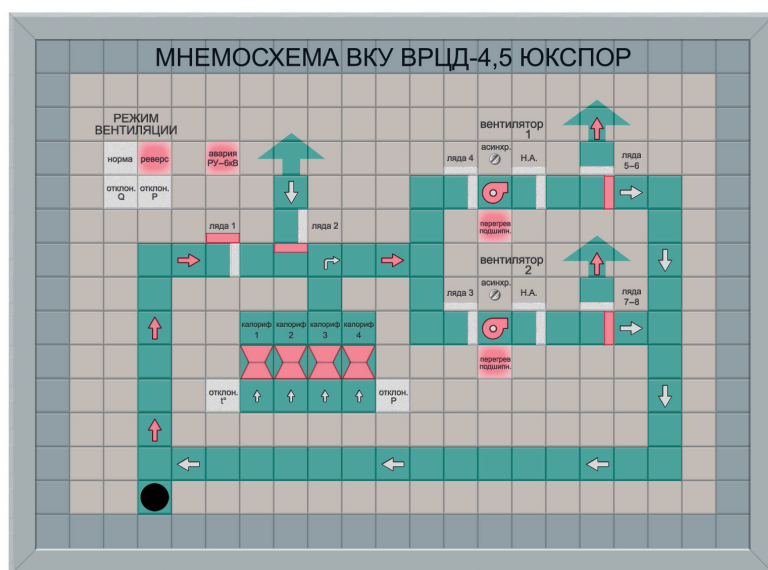 МНЕМОСХЕМА ВКУ ВРЦД-4,5 ЮКСПОР
РЕЖИМ
ВЕНТИЛЯЦИИ
норма
реверс
авария
РУ-6кВ
отклон.
Q
отклон.
P
ляда 1
ляда 2
вентилятор
1
ляда 4
асинхр.
Н.А.
ляда
5-6
перегрев
подшипн.
вентилятор
2
ляда 3
асинхр.
Н.А.
ляда
7-8
перегрев
подшипн.
калориф
1
калориф
2
калориф
3
калориф
4
отклон.
t°
отклон.
P